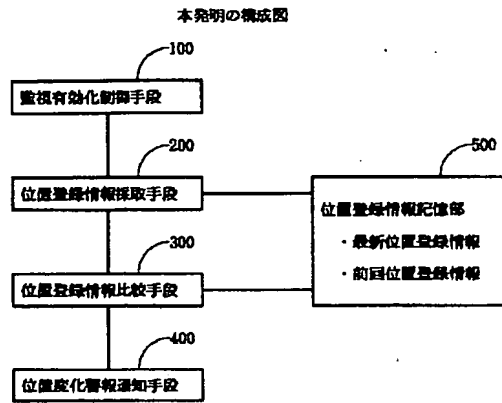 本発明の構成図
100
監視有効化制御手段
200
位置登録情報採取手段
300
位置登録情報比較手段
400
位置変化警報通知手段
500
位置登録情報記憶部
・最新位置登録情報
・前回位置登録情報